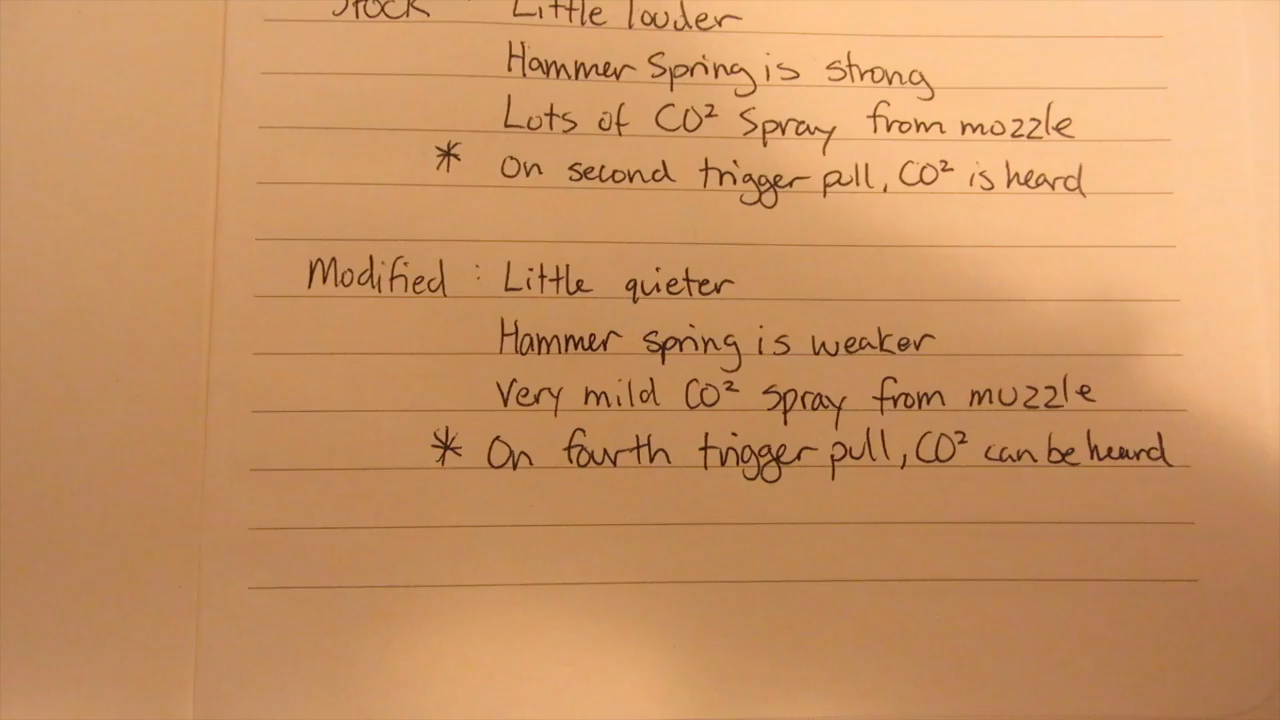 Stock Little louder
Hammer Spring is strong
Lots of CO² Spray from mozzle
* On second trigger pull, CO² is heard
Modified : Little quieter
Hammer spring is weaker
Very mild CO² spray from muzzle
* On fourth trigger pull, CO² can be heard